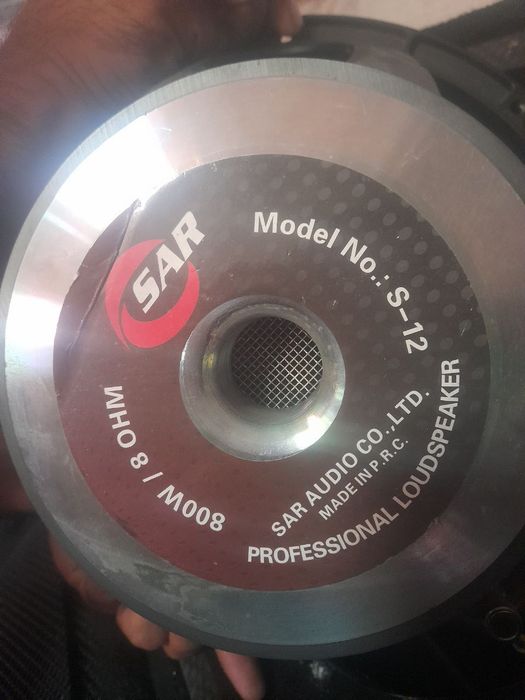 SAR
Model No.: S-12
800W / 8 OHM
SAR AUDIO CO.,LTD.
MADE IN P.R.C.
PROFESSIONAL LOUDSPEAKER